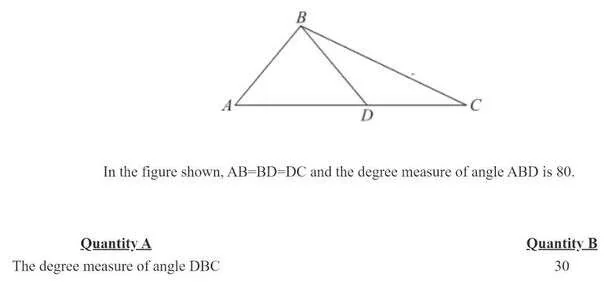 B
A
D
C
In the figure shown, AB=BD=DC and the degree measure of angle ABD is 80.
Quantity A Quantity B
The degree measure of angle DBC 30